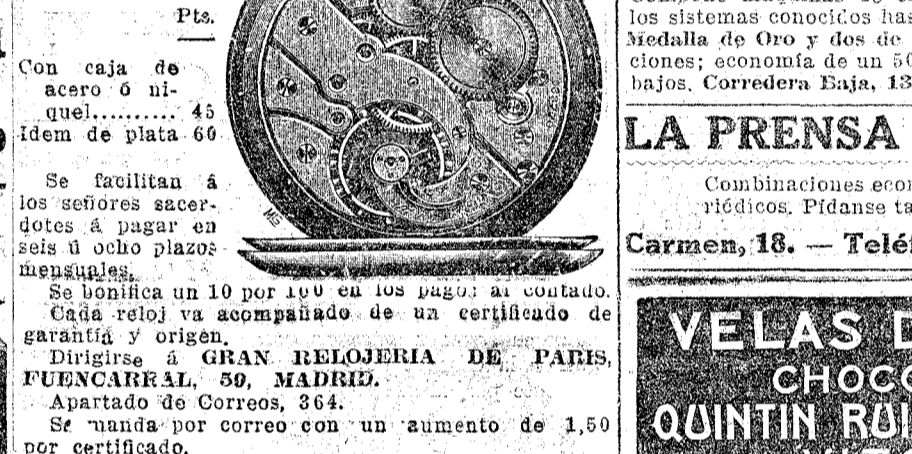 Pts.
Con caja de
acero ó ni-
quel.......... 45
Idem de plata 60
Se facilitan á
los señores sacer-
dotes á pagar en
seis ú ocho plazos
mensuales.
Se bonifica un 10 por 100 en los pagos al contado.
Cada reloj va acompañado de un certificado de
garantía y origen.
Dirigirse á GRAN RELOJERIA DE PARIS,
FUENCARRAL, 59, MADRID.
Apartado de Correos, 364.
Se manda por correo con un aumento de 1,50
por certificado.
los sistemas conocidos has
Medalla de Oro y dos de
ciones; economía de un 50
bajos. Corredera Baja, 13
LA PRENSA
Combinaciones econ
riódicos. Pídanse ta
Carmen, 18. — Telé
VELAS D
CHOCO
QUINTIN RUI